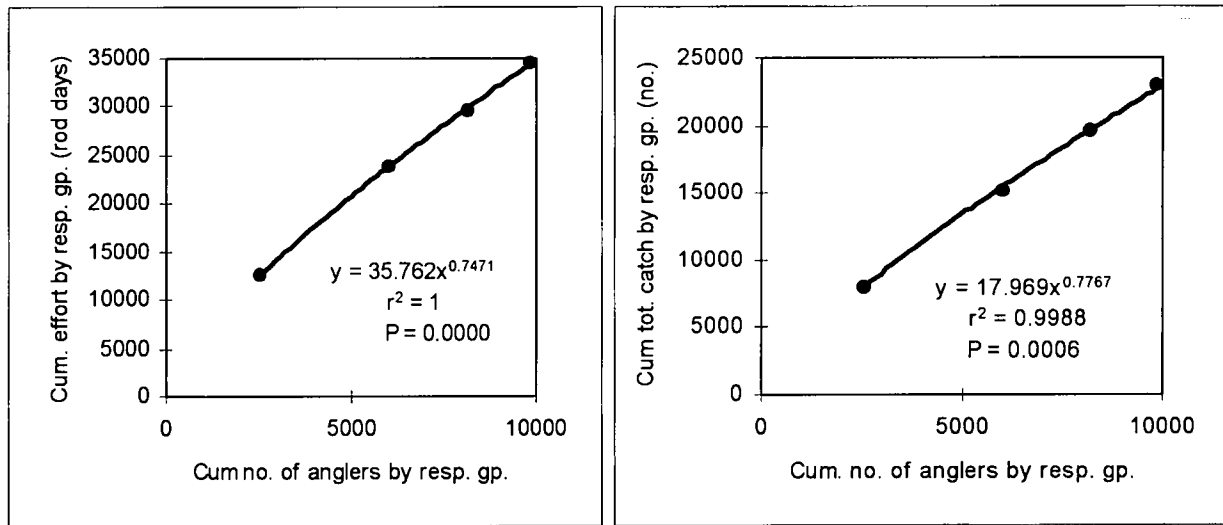 35000
30000
25000
20000
15000
10000
5000
0
Cum. effort by resp. gp. (rod days)
y = 35.762x^0.7471
r² = 1
P = 0.0000
0 5000 10000
Cum no. of anglers by resp. gp.
25000
20000
15000
10000
5000
0
Cum tot. catch by resp. gp. (no.)
y = 17.969x^0.7767
r² = 0.9988
P = 0.0006
0 5000 10000
Cum. no. of anglers by resp. gp.